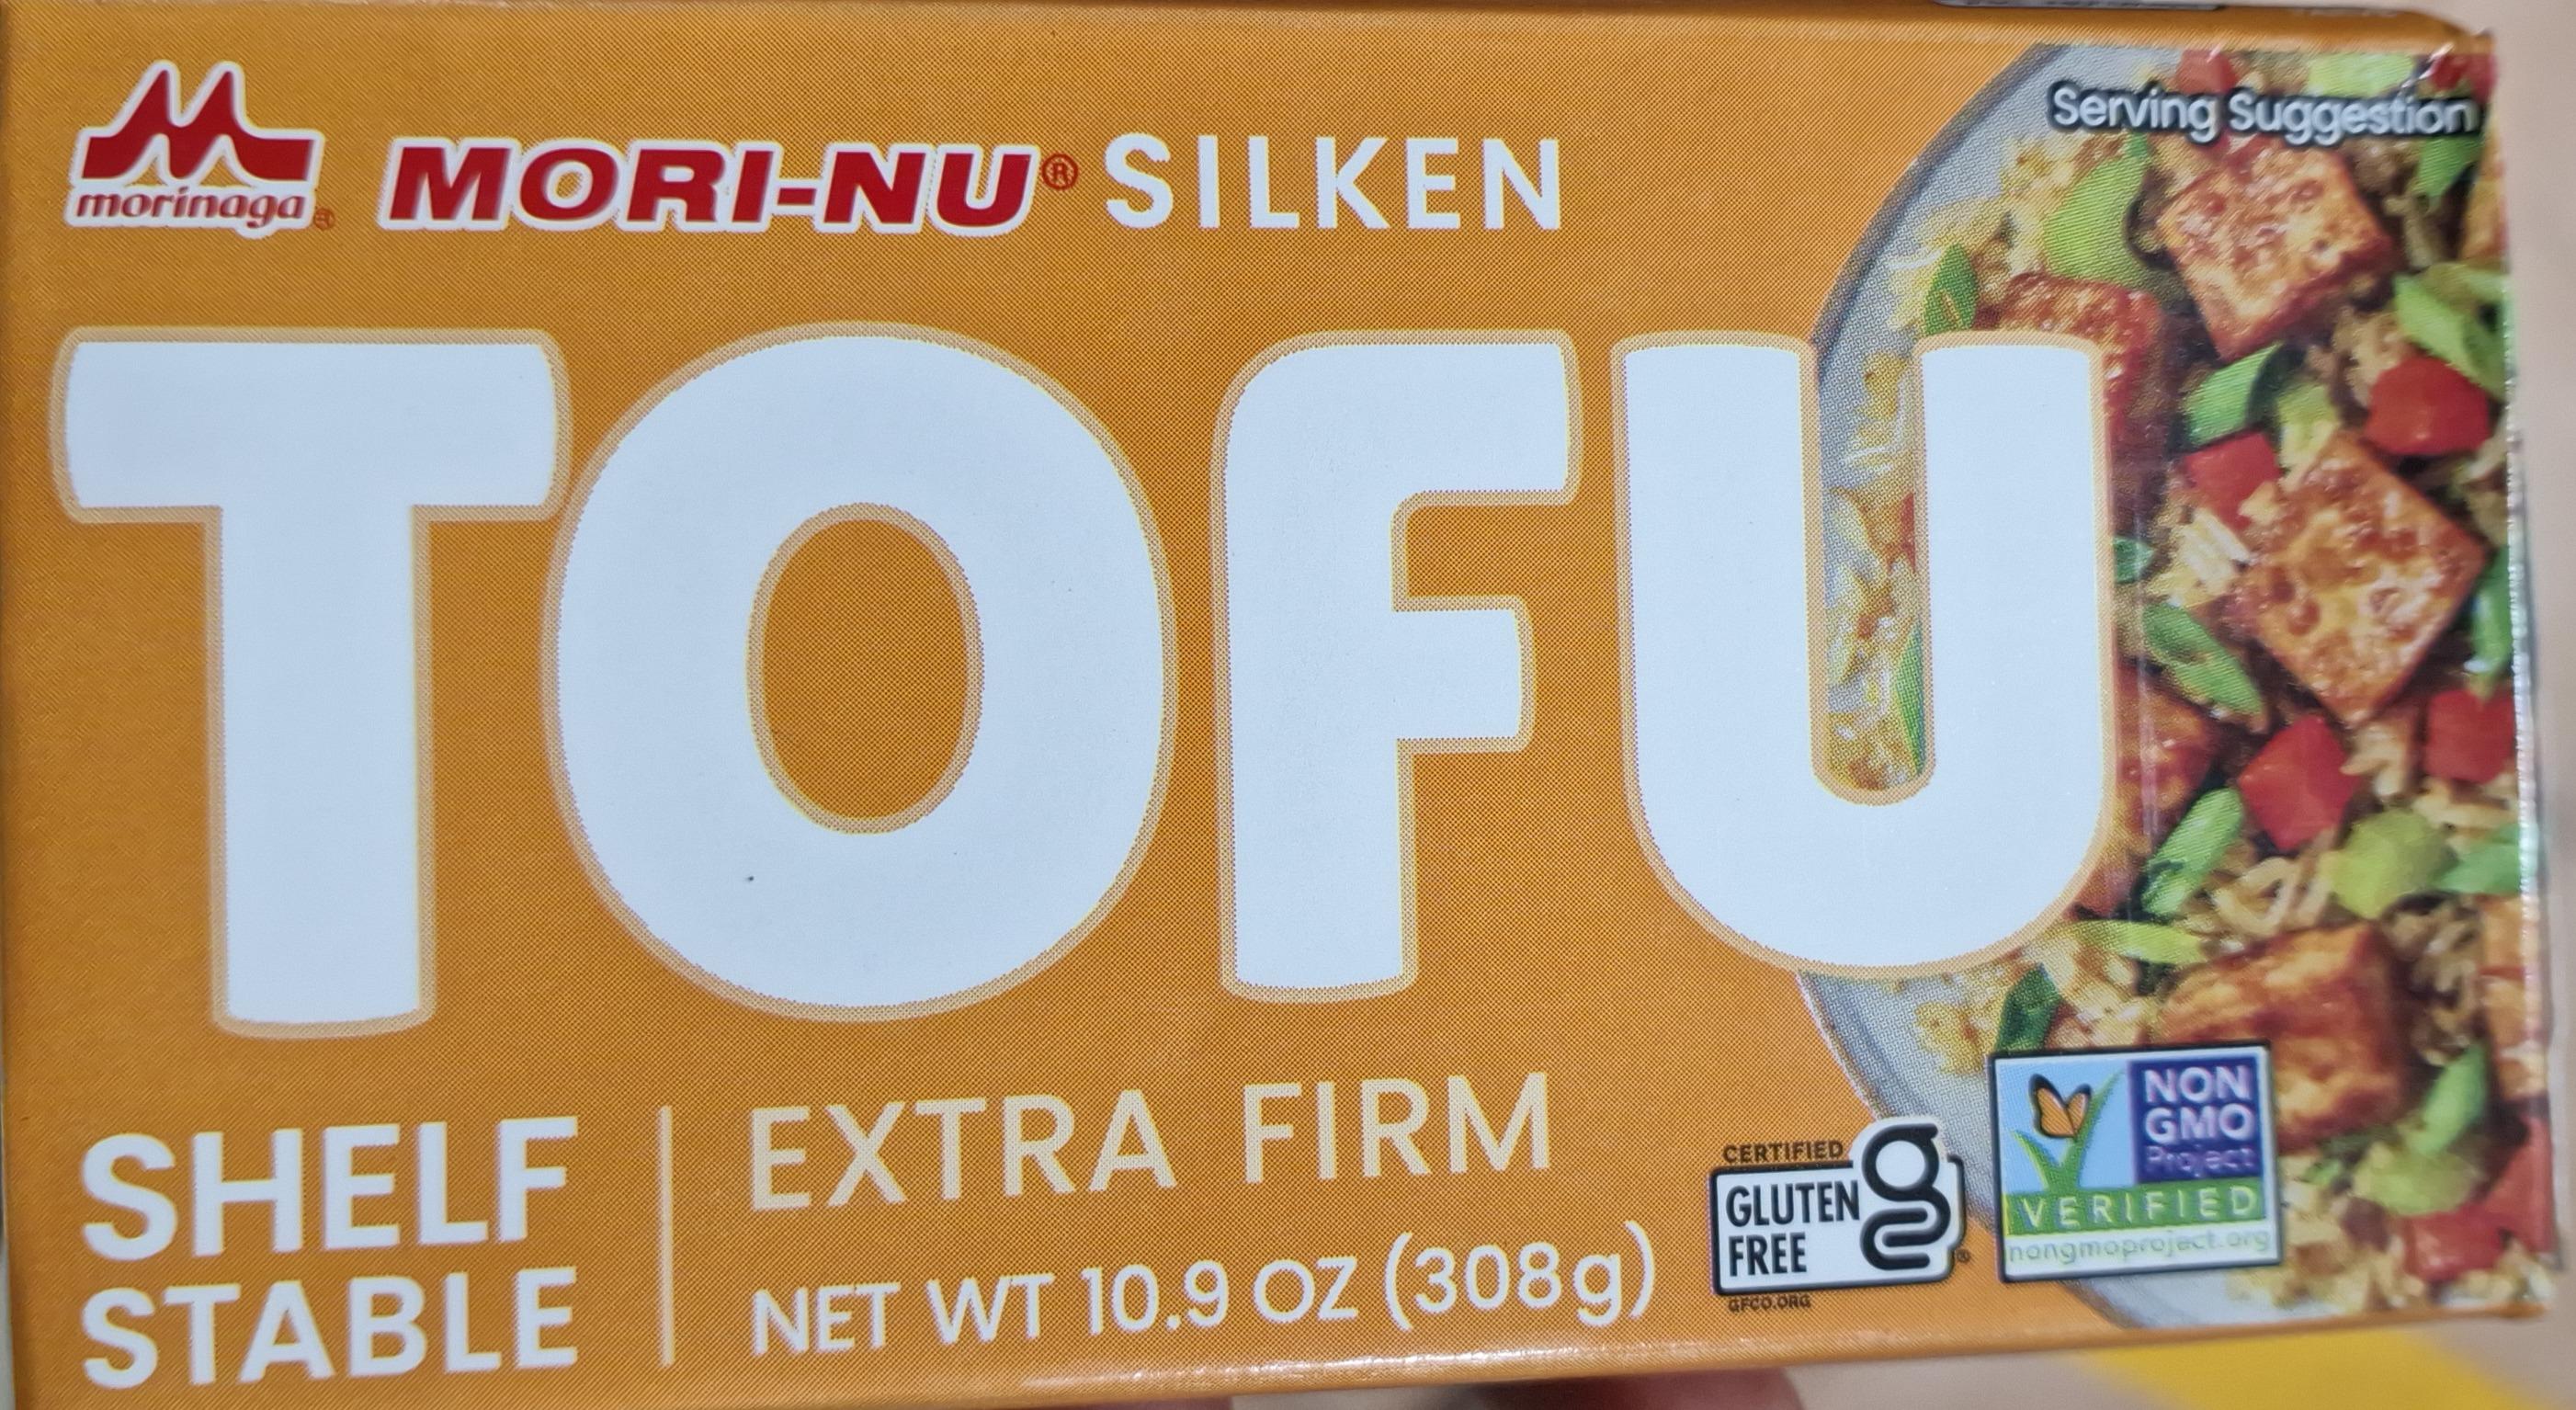 morinaga®
MORI-NU® SILKEN
Serving Suggestion
TOFU
SHELF
STABLE
EXTRA FIRM
NET WT 10.9 OZ (308g)
CERTIFIED
GLUTEN
FREE
GFCO.ORG
NON
GMO
Project
VERIFIED
nongmoproject.org